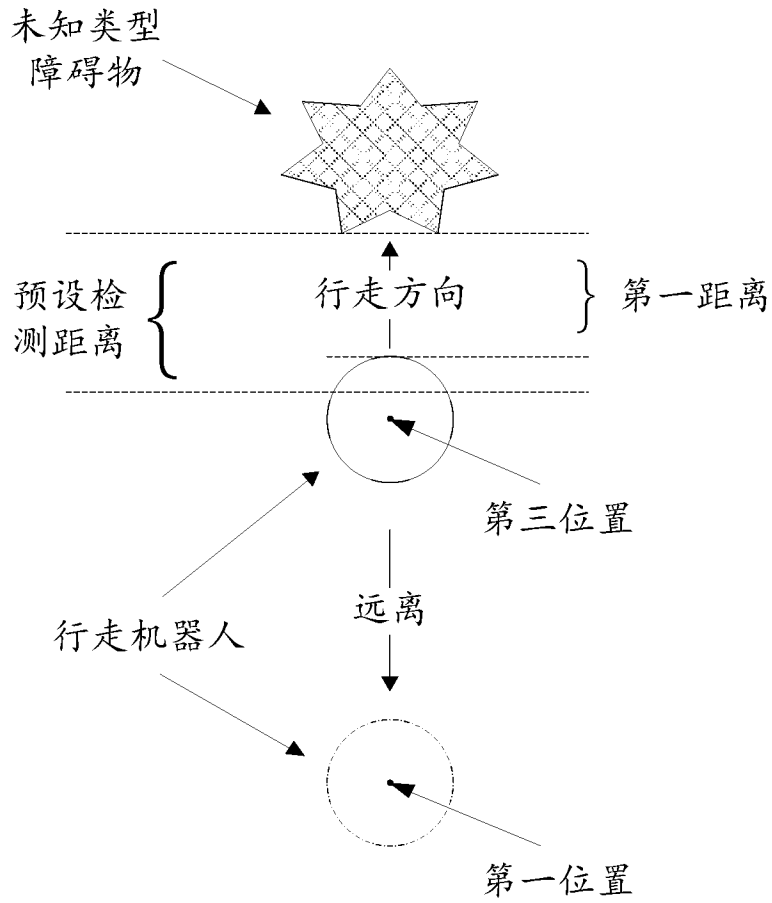 未知类型
障碍物
预设检
测距离
行走方向
第一距离
第三位置
远离
行走机器人
第一位置